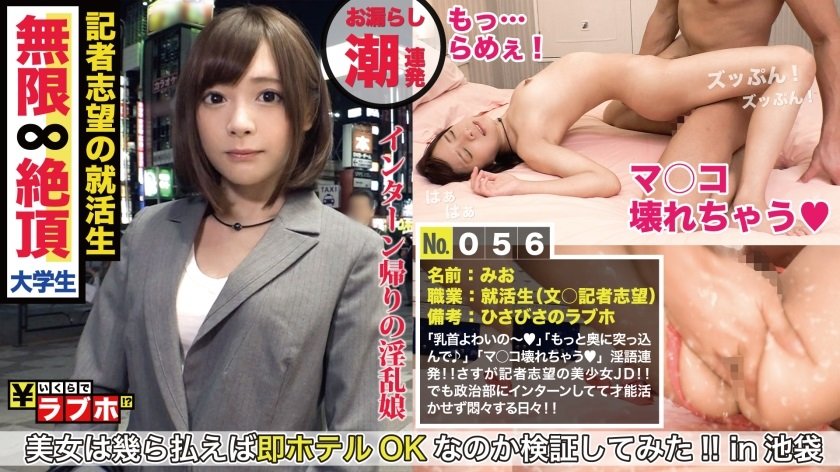 記者志望の就活生
無限∞絶頂
大学生
お漏らし
潮
連発
インターン帰りの淫乱娘
もっ…
らめぇ!
ズッぷん!
ズッぷん!
はぁ
はぁ
マ○コ
壊れちゃう♥
No.056
名前：みお
職業：就活生(文○記者志望)
備考：ひさびさのラブホ
「乳首よわいの～♥」「もっと奥に突っ込
んで♪」「マ○コ壊れちゃう♥」淫語連
発!!さすが記者志望の美少女JD!!
でも政治部にインターンしてて才能活
かせず悶々する日々!!
¥いくらで
ラブホ!?
美女は幾ら払えば即ホテルOKなのか検証してみた!! in 池袋